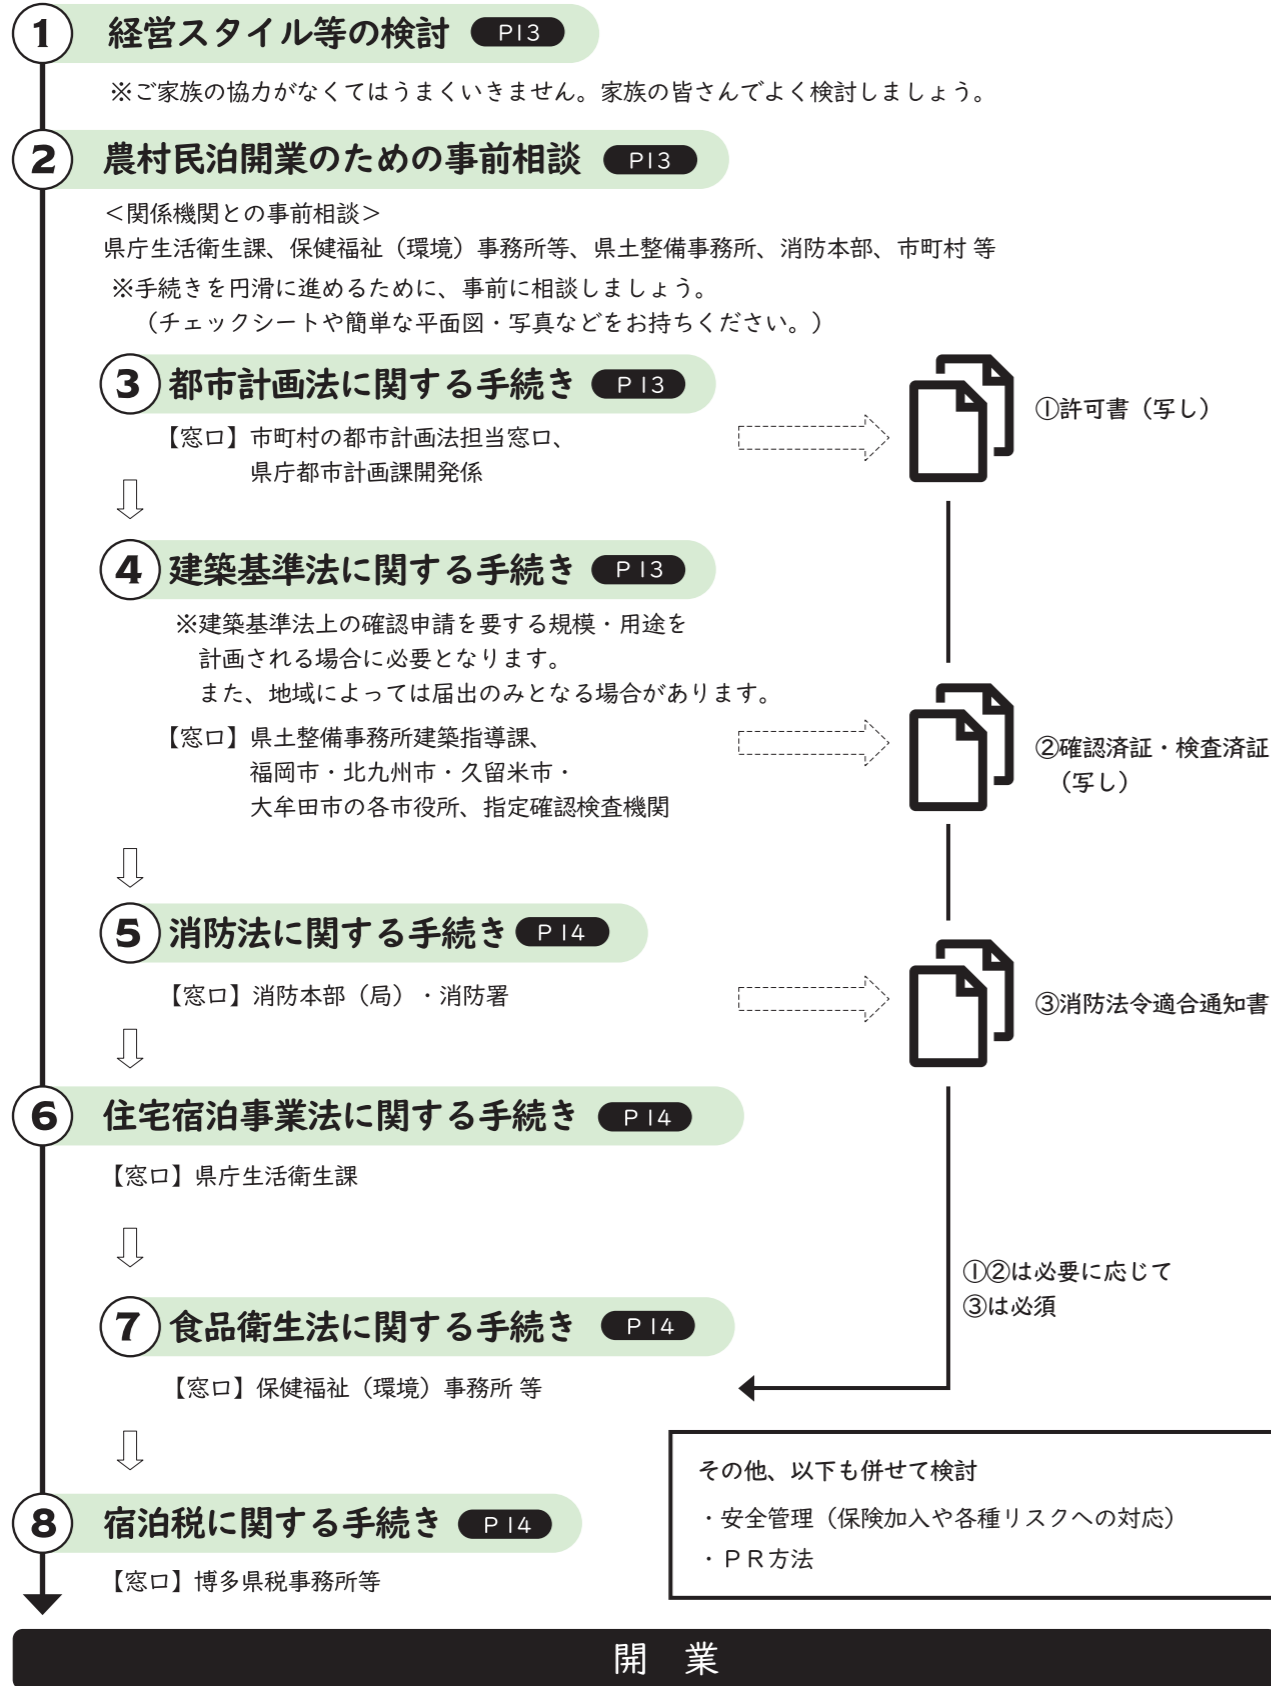 1 経営スタイル等の検討 P13
※ご家族の協力がなくてはうまくいきません。家族の皆さんでよく検討しましょう。
2 農村民泊開業のための事前相談 P13
＜関係機関との事前相談＞
県庁生活衛生課、保健福祉（環境）事務所等、県土整備事務所、消防本部、市町村 等
※手続きを円滑に進めるために、事前に相談しましょう。
（チェックシートや簡単な平面図・写真などをお持ちください。）
3 都市計画法に関する手続き P13
①許可書（写し）
【窓口】市町村の都市計画法担当窓口、
県庁都市計画課開発係
4 建築基準法に関する手続き P13
※建築基準法上の確認申請を要する規模・用途を
計画される場合に必要となります。
また、地域によっては届出のみとなる場合があります。
【窓口】県土整備事務所建築指導課、
福岡市・北九州市・久留米市・
大牟田市の各市役所、指定確認検査機関
②確認済証・検査済証
（写し）
5 消防法に関する手続き P14
【窓口】消防本部（局）・消防署
③消防法令適合通知書
6 住宅宿泊事業法に関する手続き P14
【窓口】県庁生活衛生課
①②は必要に応じて
③は必須
7 食品衛生法に関する手続き P14
【窓口】保健福祉（環境）事務所 等
8 宿泊税に関する手続き P14
【窓口】博多県税事務所等
その他、以下も併せて検討
・安全管理（保険加入や各種リスクへの対応）
・ＰＲ方法
開 業